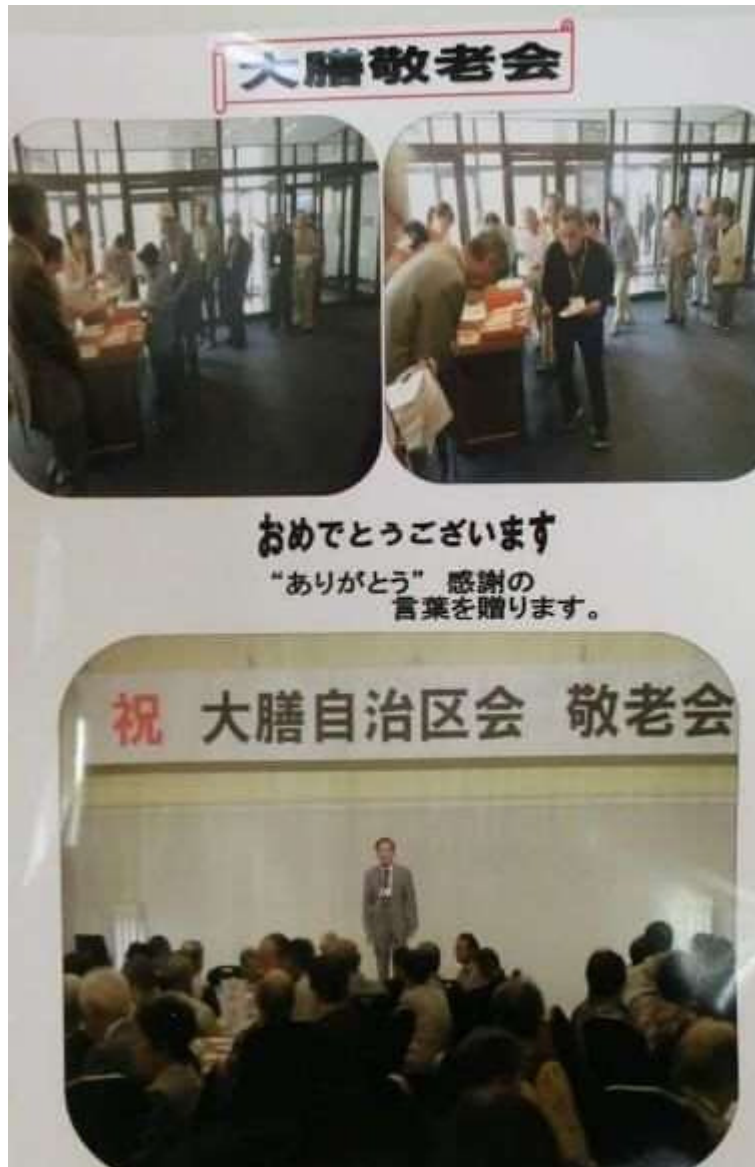 大膳敬老会
おめでとうございます
“ありがとう” 感謝の
言葉を贈ります。
祝 大膳自治区会 敬老会